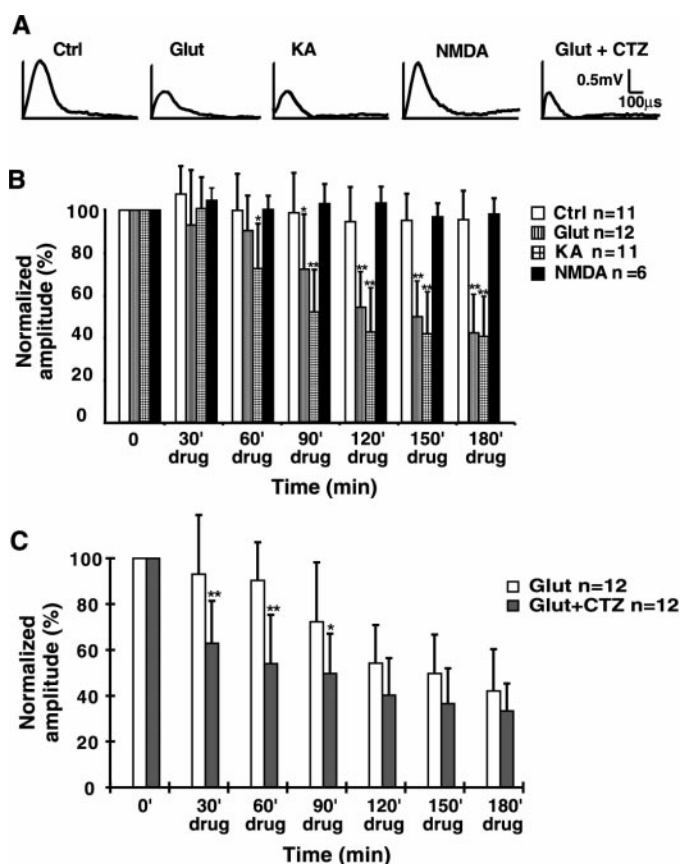 A
Ctrl Glut KA NMDA Glut + CTZ
0.5mV
100µs
B
Normalized amplitude (%)
100
80
60
40
20
0
* * ** ** ** ** ** ** **
Ctrl n=11
Glut n=12
KA n=11
NMDA n=6
0 30' 60' 90' 120' 150' 180'
drug drug drug drug drug drug
Time (min)
C
Normalized amplitude (%)
100
80
60
40
20
0
** ** *
Glut n=12
Glut+CTZ n=12
0' 30' 60' 90' 120' 150' 180'
drug drug drug drug drug drug
Time (min)